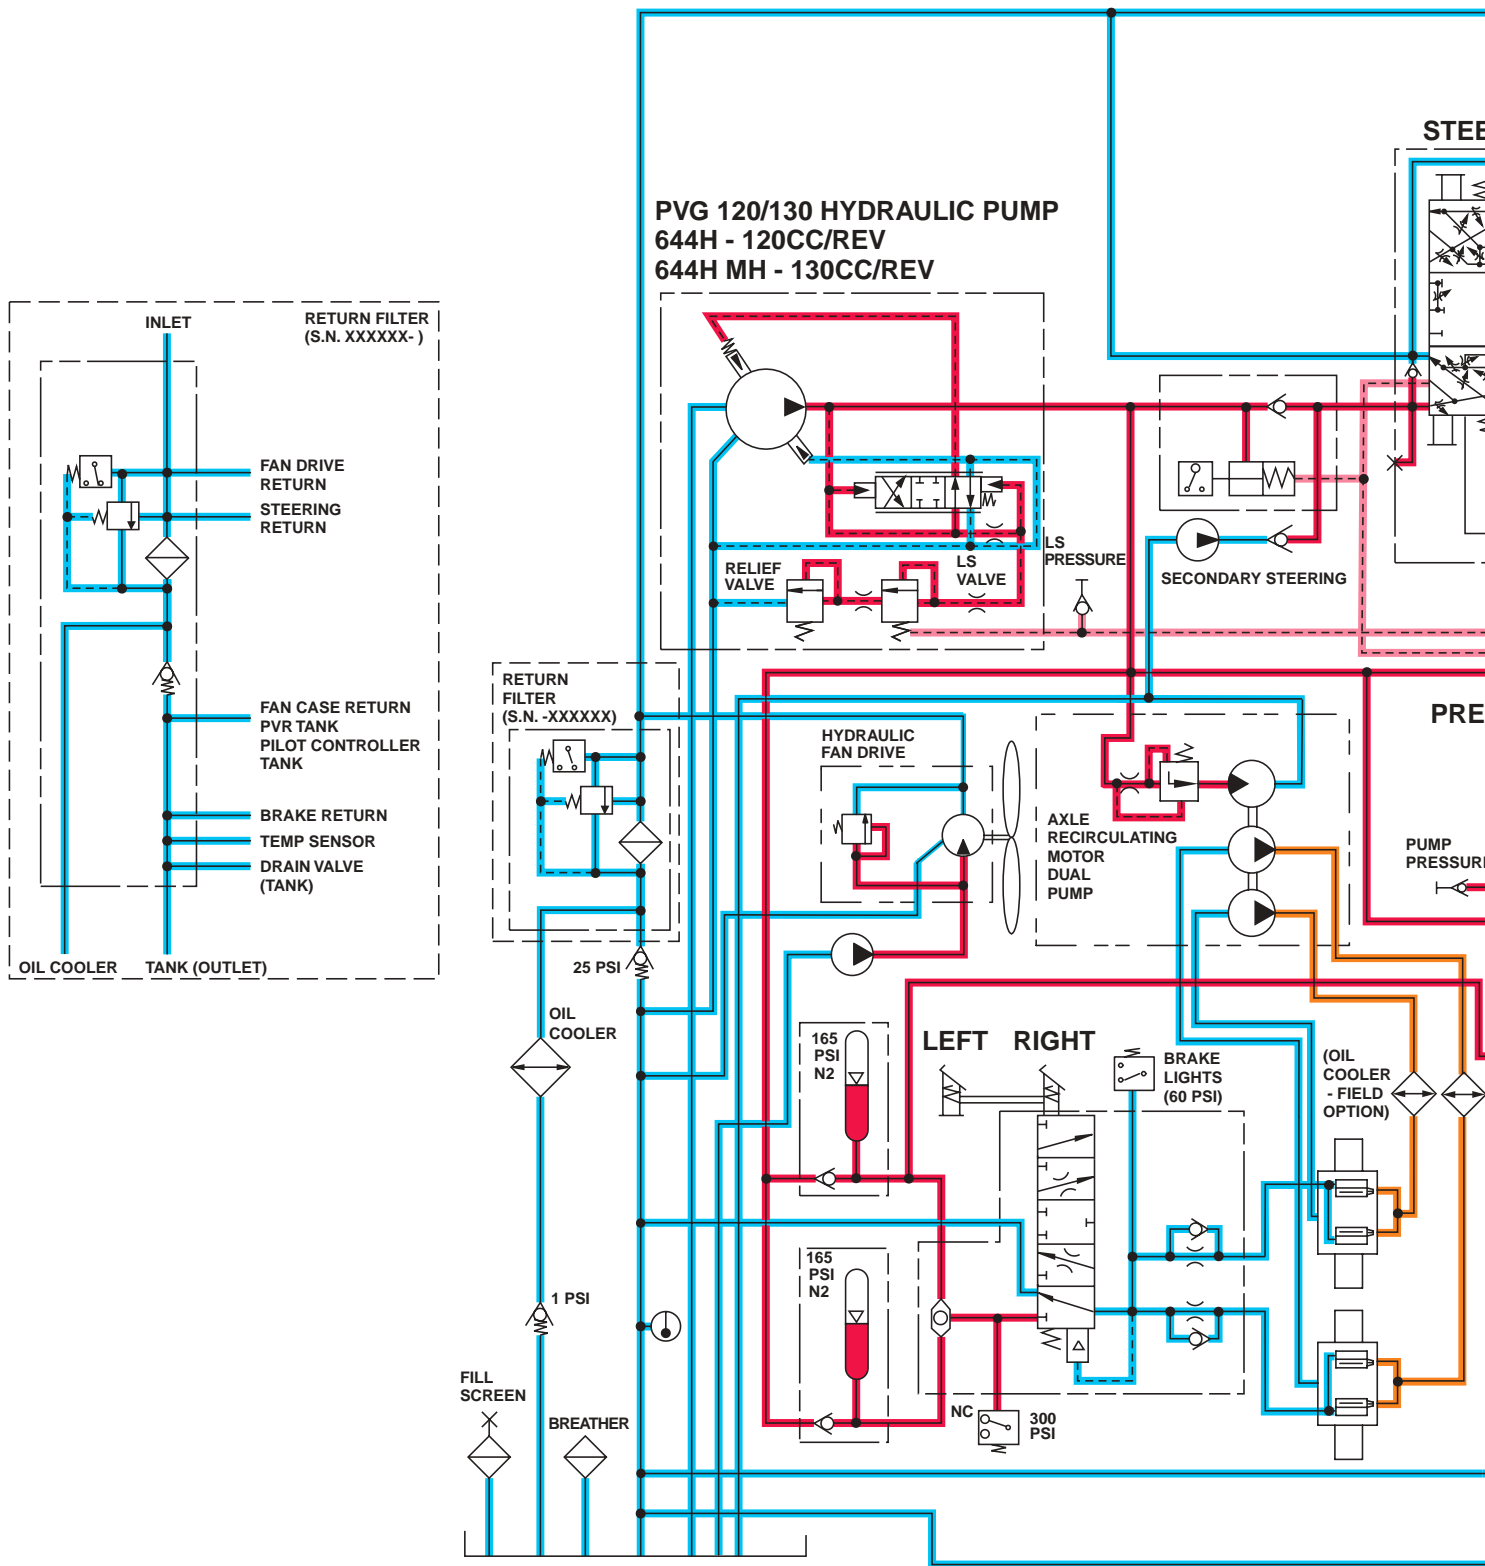 STEE
PVG 120/130 HYDRAULIC PUMP
644H - 120CC/REV
644H MH - 130CC/REV
INLET
RETURN FILTER
(S.N. XXXXXX- )
FAN DRIVE
RETURN
STEERING
RETURN
FAN CASE RETURN
PVR TANK
PILOT CONTROLLER
TANK
BRAKE RETURN
TEMP SENSOR
DRAIN VALVE
(TANK)
OIL COOLER
TANK (OUTLET)
RELIEF
VALVE
LS
VALVE
LS
PRESSURE
SECONDARY STEERING
RETURN
FILTER
(S.N. -XXXXXX)
HYDRAULIC
FAN DRIVE
PRE
AXLE
RECIRCULATING
MOTOR
DUAL
PUMP
PUMP
PRESSURE
25 PSI
OIL
COOLER
165
PSI
N2
LEFT RIGHT
BRAKE
LIGHTS
(60 PSI)
(OIL
COOLER
- FIELD
OPTION)
165
PSI
N2
1 PSI
FILL
SCREEN
BREATHER
NC
300
PSI